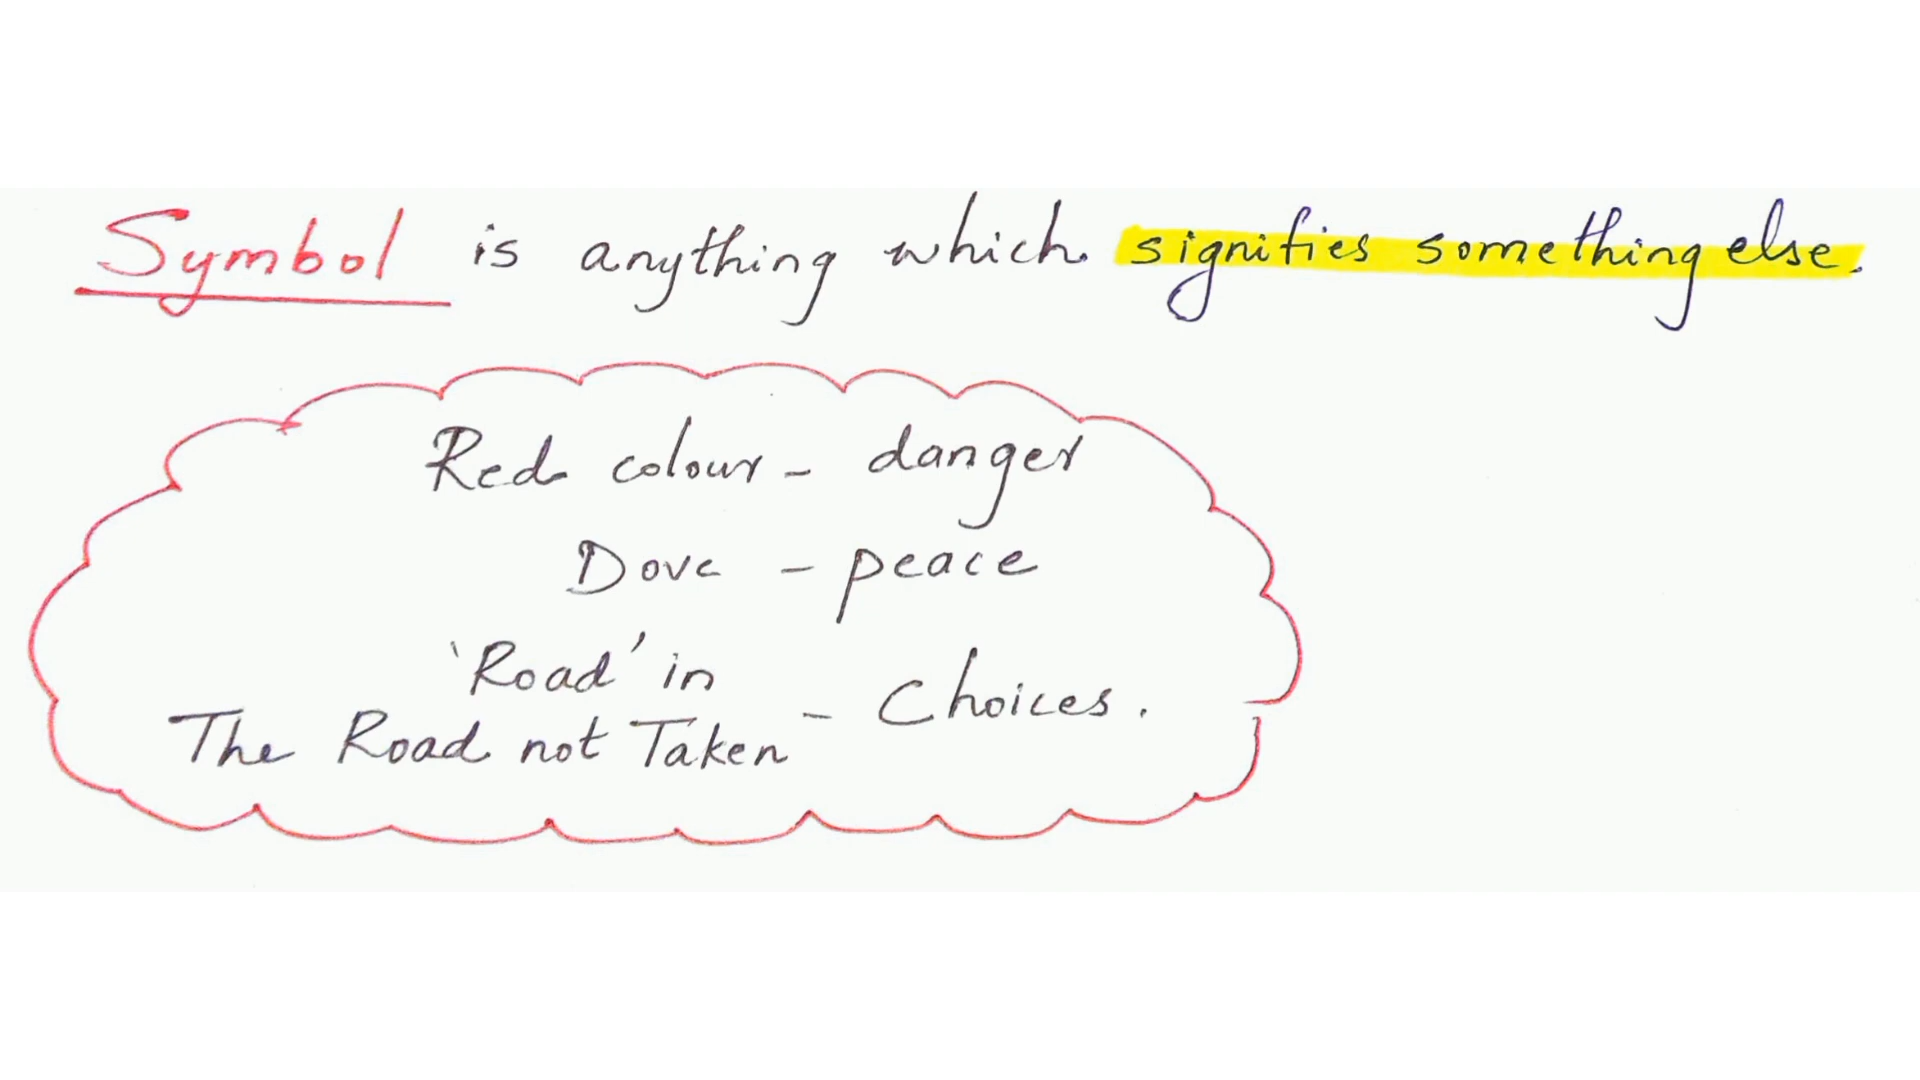 Symbol is anything which signifies something else.
Red colour - danger
Dove - peace
'Road' in
The Road not Taken - Choices.